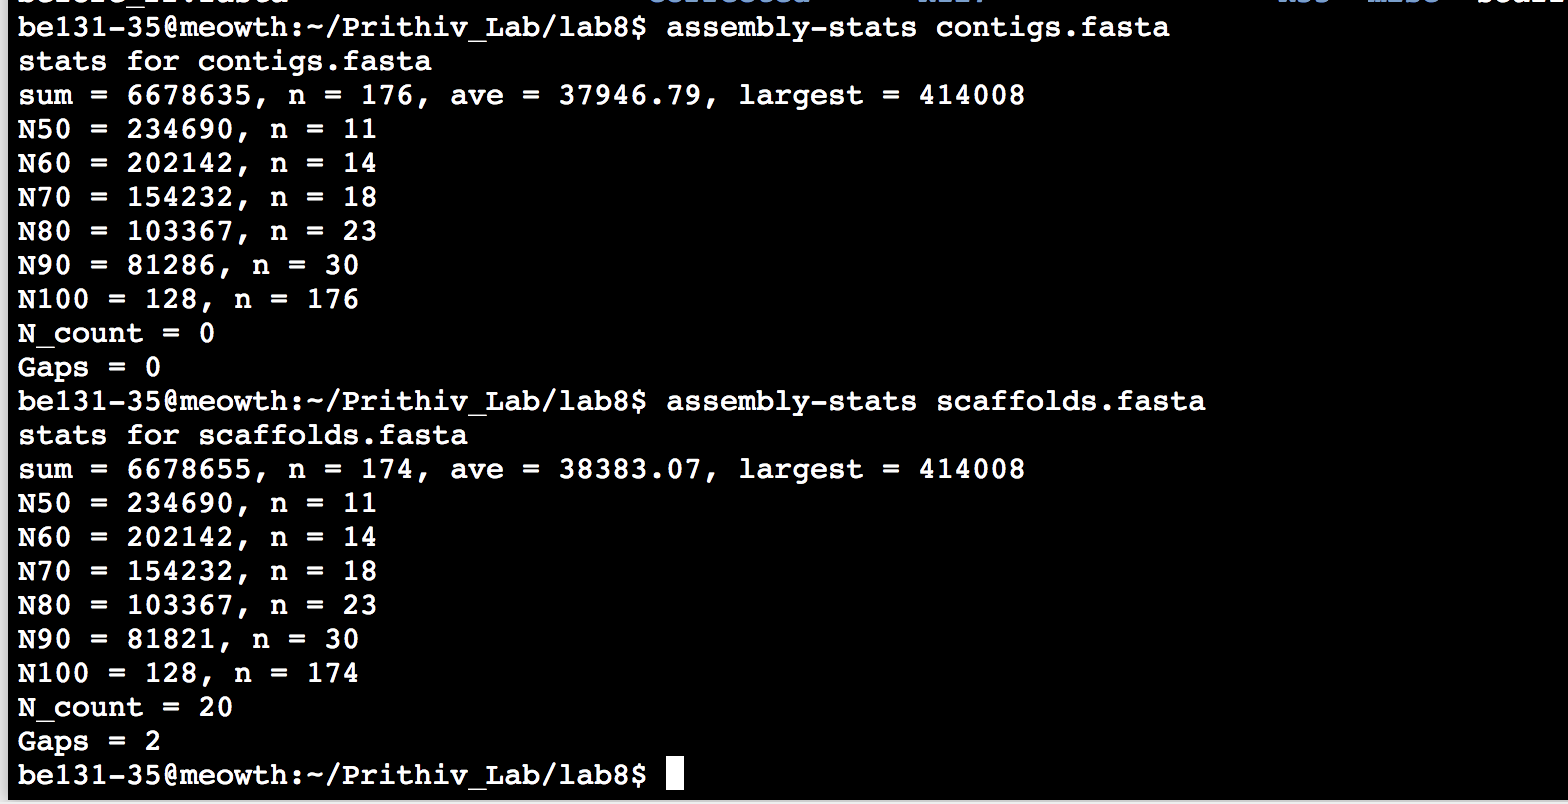 be131-35@meowth:~/Prithiv_Lab/lab8$ assembly-stats contigs.fasta
stats for contigs.fasta
sum = 6678635, n = 176, ave = 37946.79, largest = 414008
N50 = 234690, n = 11
N60 = 202142, n = 14
N70 = 154232, n = 18
N80 = 103367, n = 23
N90 = 81286, n = 30
N100 = 128, n = 176
N_count = 0
Gaps = 0
be131-35@meowth:~/Prithiv_Lab/lab8$ assembly-stats scaffolds.fasta
stats for scaffolds.fasta
sum = 6678655, n = 174, ave = 38383.07, largest = 414008
N50 = 234690, n = 11
N60 = 202142, n = 14
N70 = 154232, n = 18
N80 = 103367, n = 23
N90 = 81821, n = 30
N100 = 128, n = 174
N_count = 20
Gaps = 2
be131-35@meowth:~/Prithiv_Lab/lab8$